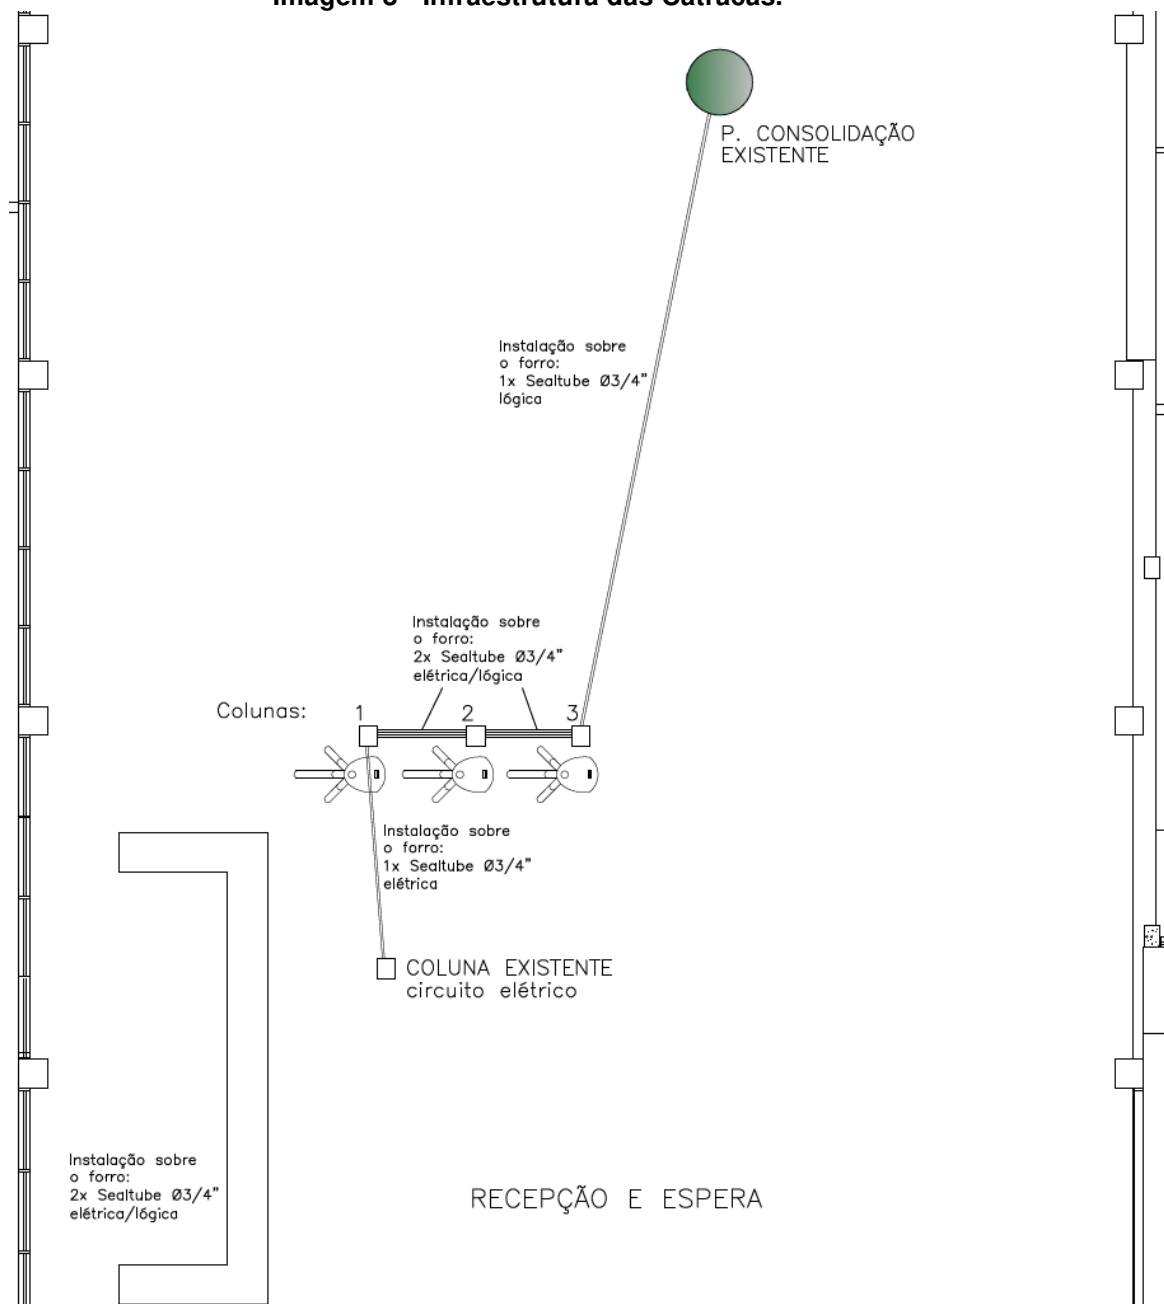 Imagem 8 - Infraestrutura das Catracas.
P. CONSOLIDAÇÃO
EXISTENTE
Instalação sobre
o forro:
1x Sealtube Ø3/4”
lógica
Instalação sobre
o forro:
2x Sealtube Ø3/4”
elétrica/lógica
Colunas:
1
2
3
Instalação sobre
o forro:
1x Sealtube Ø3/4”
elétrica
COLUNA EXISTENTE
circuito elétrico
Instalação sobre
o forro:
2x Sealtube Ø3/4”
elétrica/lógica
RECEPÇÃO E ESPERA